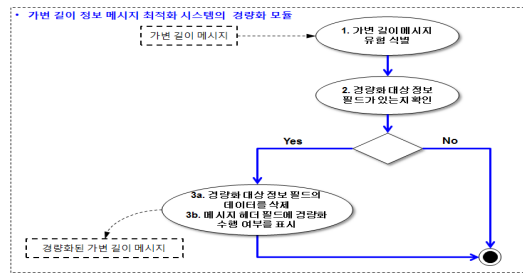 • 가변 길이 정보 메시지 최적화 시스템의 경량화 모듈
가변 길이 메시지
1. 가변 길이 메시지
유형 식별
2. 경량화 대상 정보
필드가 있는지 확인
Yes
No
3a. 경량화 대상 정보 필드의
데이터를 삭제
3b. 메시지 헤더 필드에 경량화
수행 여부를 표시
경량화된 가변 길이 메시지